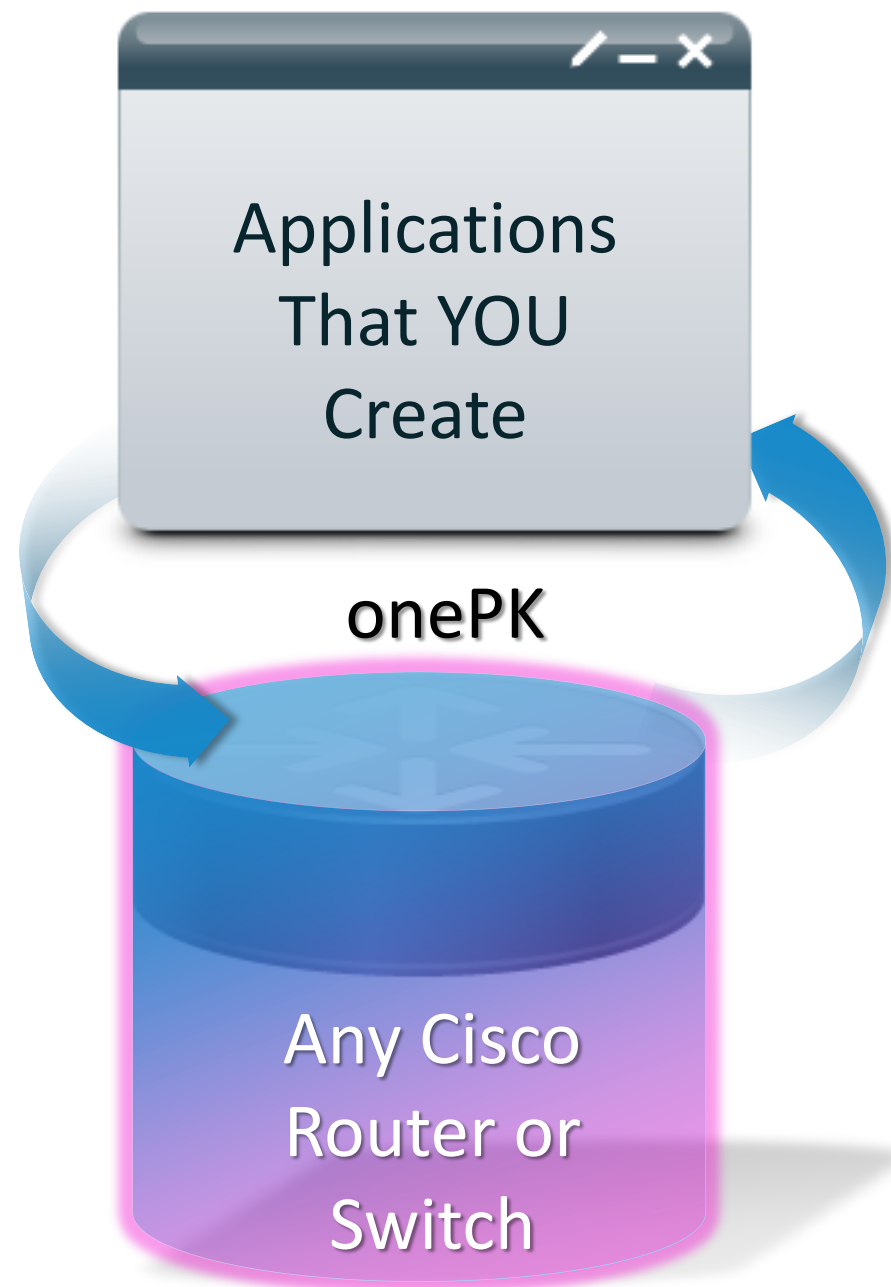 Applications
That YOU
Create
onePK
Any Cisco
Router or
Switch